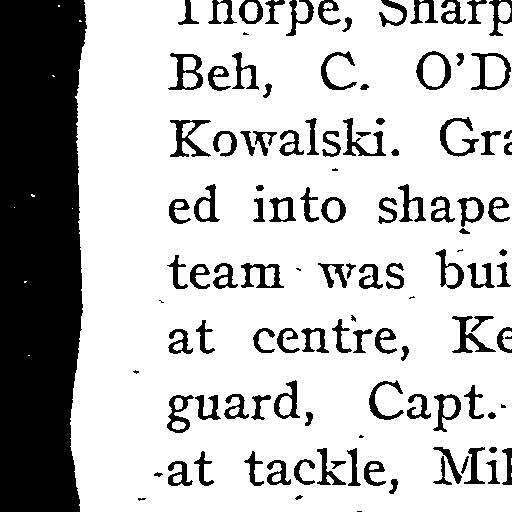 Thorpe, Sharp
Beh, C. O'D
Kowalski. Gra
ed into shape
team was bui
at centre, Ke
guard, Capt.
at tackle, Mil